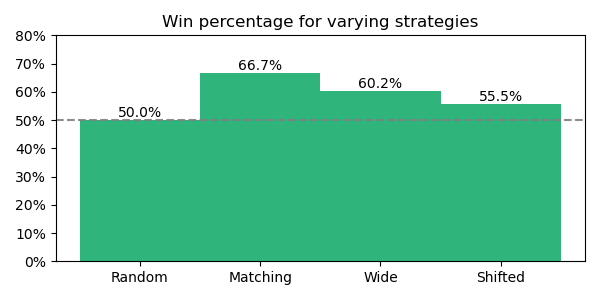 Win percentage for varying strategies
80%
70%
60%
50%
40%
30%
20%
10%
0%
50.0%
66.7%
60.2%
55.5%
Random
Matching
Wide
Shifted